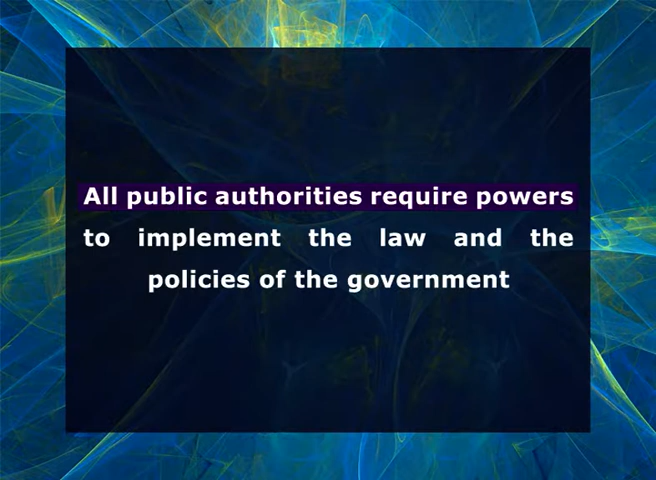 All public authorities require powers
to implement the law and the
policies of the government